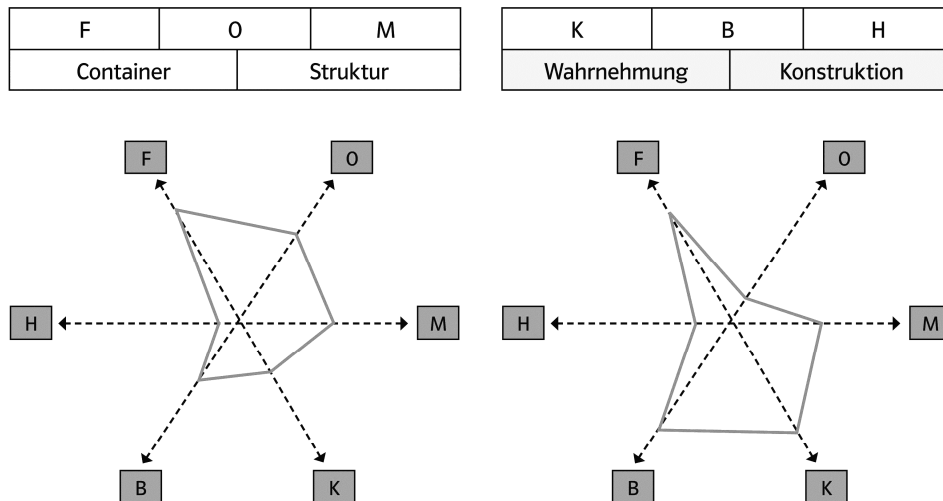 F O M
Container Struktur
K B H
Wahrnehmung Konstruktion
F O
H M
B K
F O
H M
B K